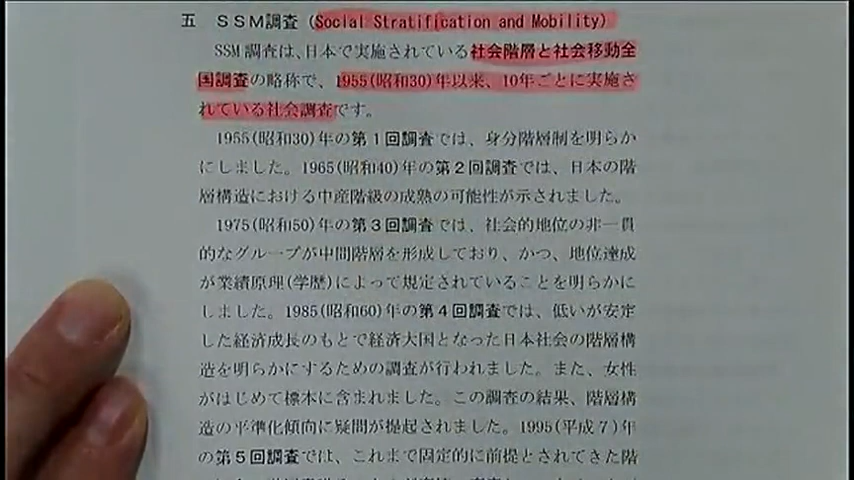 五 ＳＳＭ調査 (Social Stratification and Mobility)
SSM調査は、日本で実施されている社会階層と社会移動全
国調査の略称で、1955(昭和30)年以来、10年ごとに実施さ
れている社会調査です。
1955(昭和30)年の第1回調査では、身分階層制を明らか
にしました。1965(昭和40)年の第2回調査では、日本の階
層構造における中産階級の成熟の可能性が示されました。
1975(昭和50)年の第3回調査では、社会的地位の非一貫
的なグループが中間階層を形成しており、かつ、地位達成
が業績原理(学歴)によって規定されていることを明らかに
しました。1985(昭和60)年の第4回調査では、低いが安定
した経済成長のもとで経済大国となった日本社会の階層構
造を明らかにするための調査が行われました。また、女性
がはじめて標本に含まれました。この調査の結果、階層構
造の平準化傾向に疑問が提起されました。1995(平成7)年
の第5回調査では、これまで固定的に前提とされてきた階